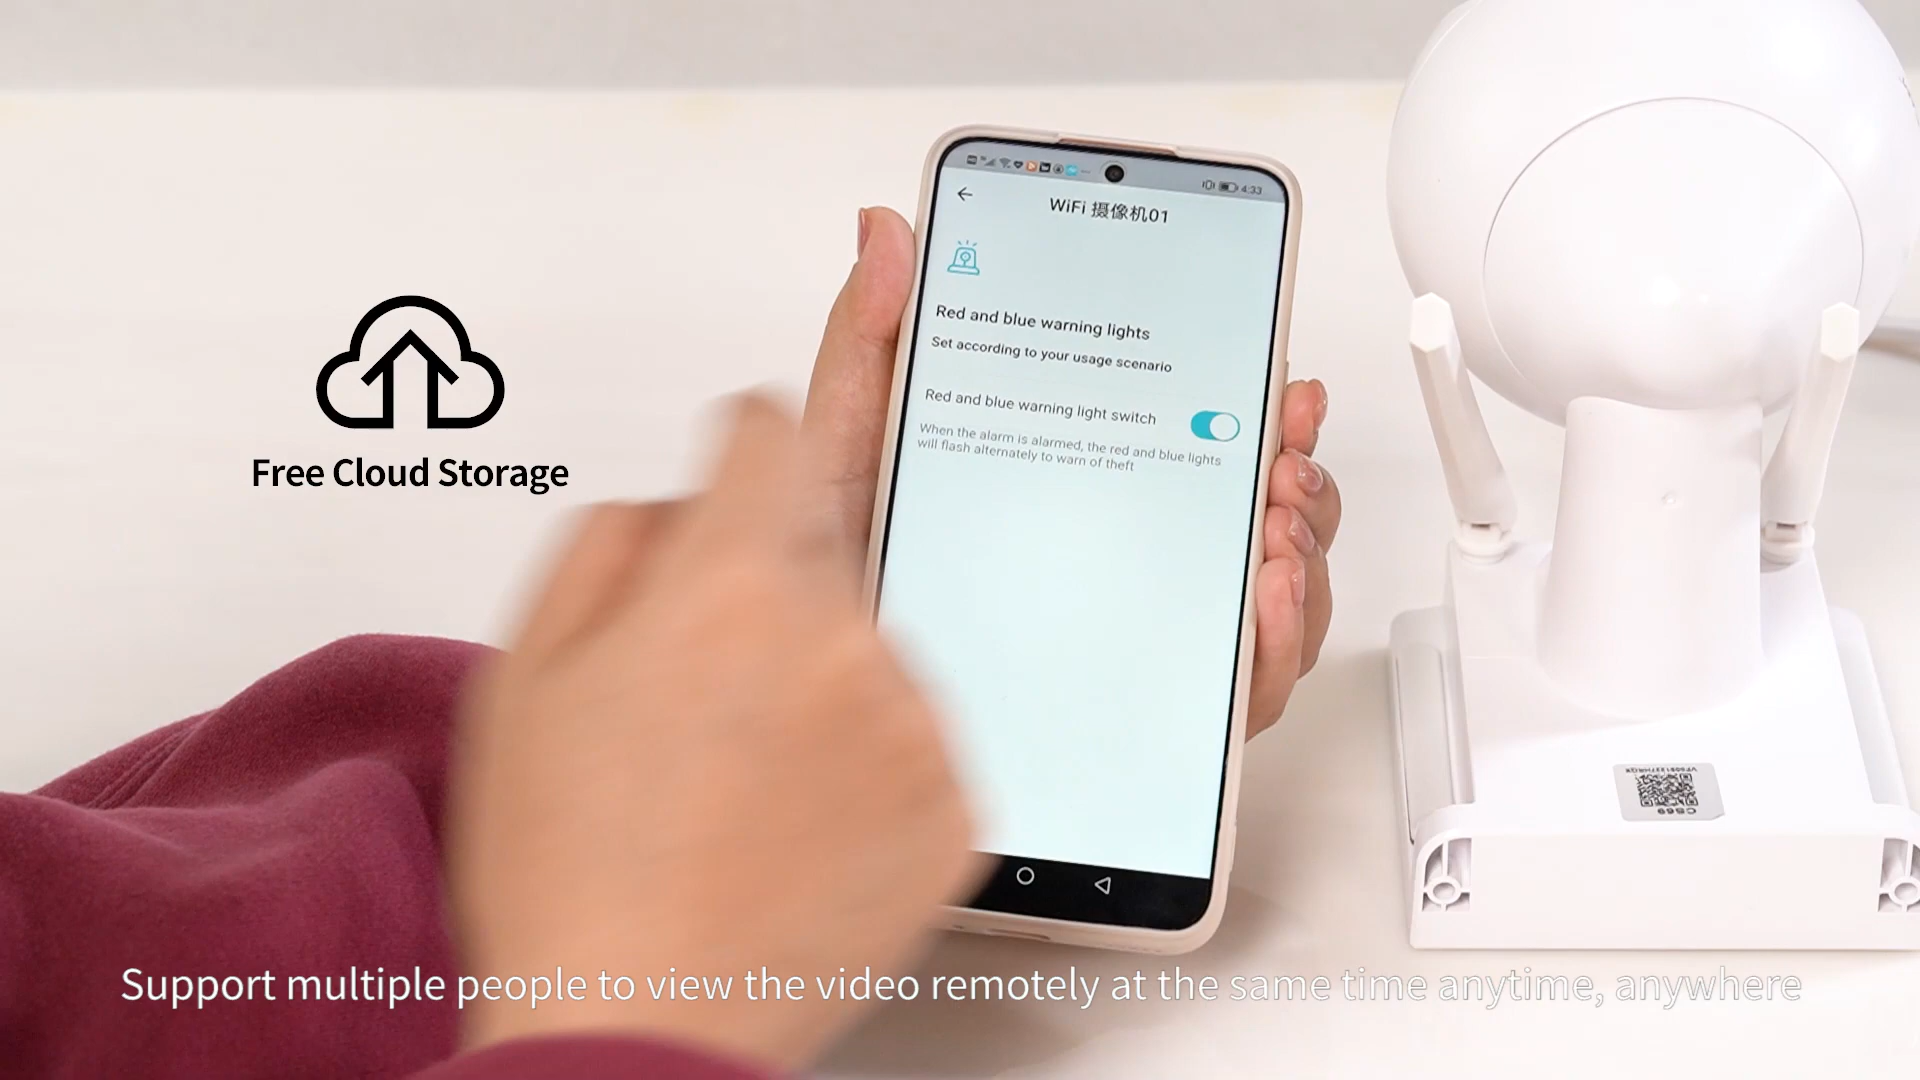 4:33
WiFi 摄像机01
Red and blue warning lights
Set according to your usage scenario
Red and blue warning light switch
When the alarm is alarmed, the red and blue lights
will flash alternately to warn of theft
Free Cloud Storage
CS69
Support multiple people to view the video remotely at the same time anytime, anywhere